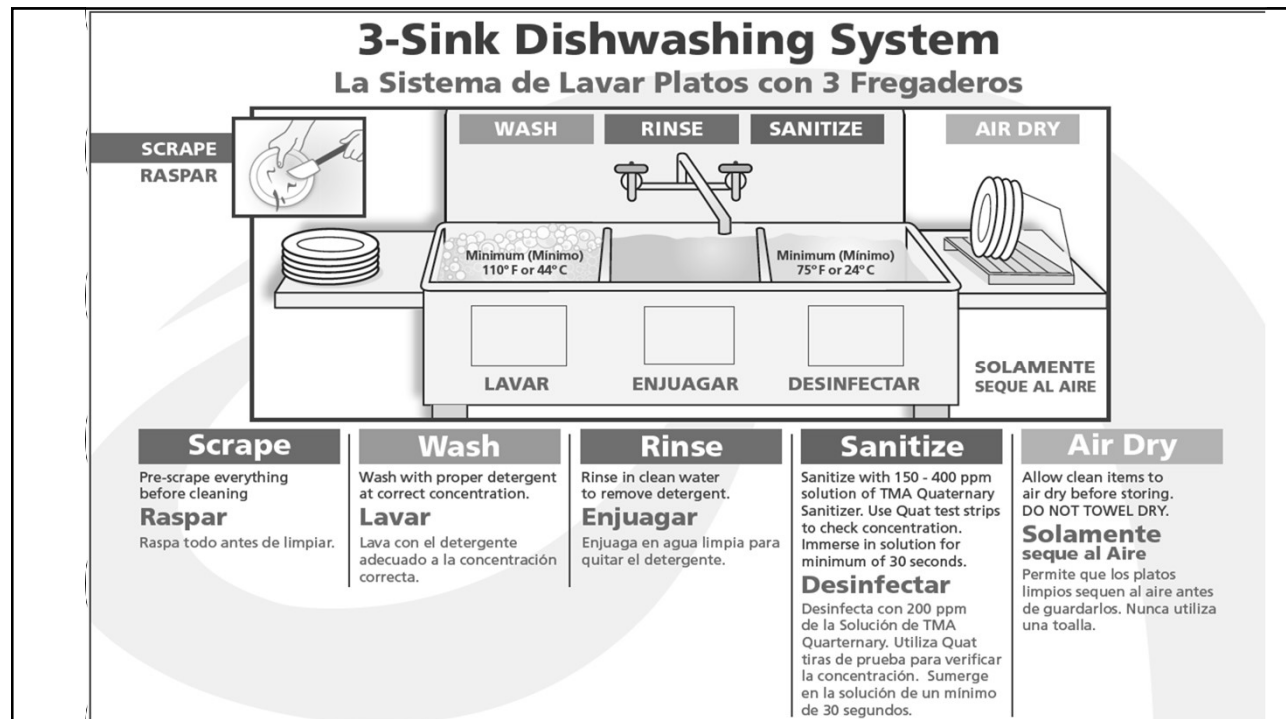 3-Sink Dishwashing System
La Sistema de Lavar Platos con 3 Fregaderos
SCRAPE
RASPAR
WASH
RINSE
SANITIZE
AIR DRY
Minimum (Mínimo)
110° F or 44° C
Minimum (Mínimo)
75° F or 24° C
LAVAR
ENJUAGAR
DESINFECTAR
SOLAMENTE
SEQUE AL AIRE
Scrape
Pre-scrape everything
before cleaning
Raspar
Raspa todo antes de limpiar.
Wash
Wash with proper detergent
at correct concentration.
Lavar
Lava con el detergente
adecuado a la concentración
correcta.
Rinse
Rinse in clean water
to remove detergent.
Enjuagar
Enjuaga en agua limpia para
quitar el detergente.
Sanitize
Sanitize with 150 - 400 ppm
solution of TMA Quaternary
Sanitizer. Use Quat test strips
to check concentration.
Immerse in solution for
minimum of 30 seconds.
Desinfectar
Desinfecta con 200 ppm
de la Solución de TMA
Quarternary. Utiliza Quat
tiras de prueba para verificar
la concentración. Sumerge
en la solución de un mínimo
de 30 segundos.
Air Dry
Allow clean items to
air dry before storing.
DO NOT TOWEL DRY.
Solamente
seque al Aire
Permite que los platos
limpios sequen al aire antes
de guardarlos. Nunca utiliza
una toalla.